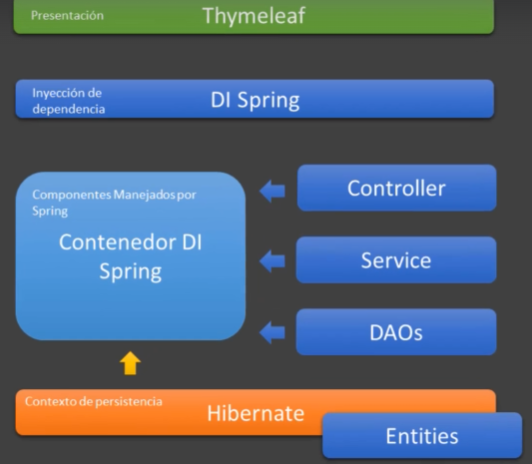 Presentación
Thymeleaf
Inyección de
dependencia
DI Spring
Componentes Manejados por
Spring
Contenedor DI
Spring
Controller
Service
DAOs
Contexto de persistencia
Hibernate
Entities